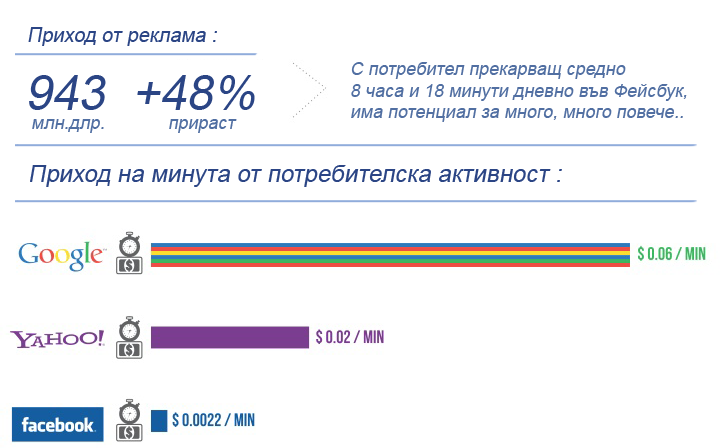 Приход от реклама :
943 +48%
млн.длр. прираст
С потребител прекарващ средно
8 часа и 18 минути дневно във Фейсбук,
има потенциал за много, много повече..
Приход на минута от потребителска активност :
Google $ 0.06 / MIN
YAHOO! $ 0.02 / MIN
facebook $ 0.0022 / MIN